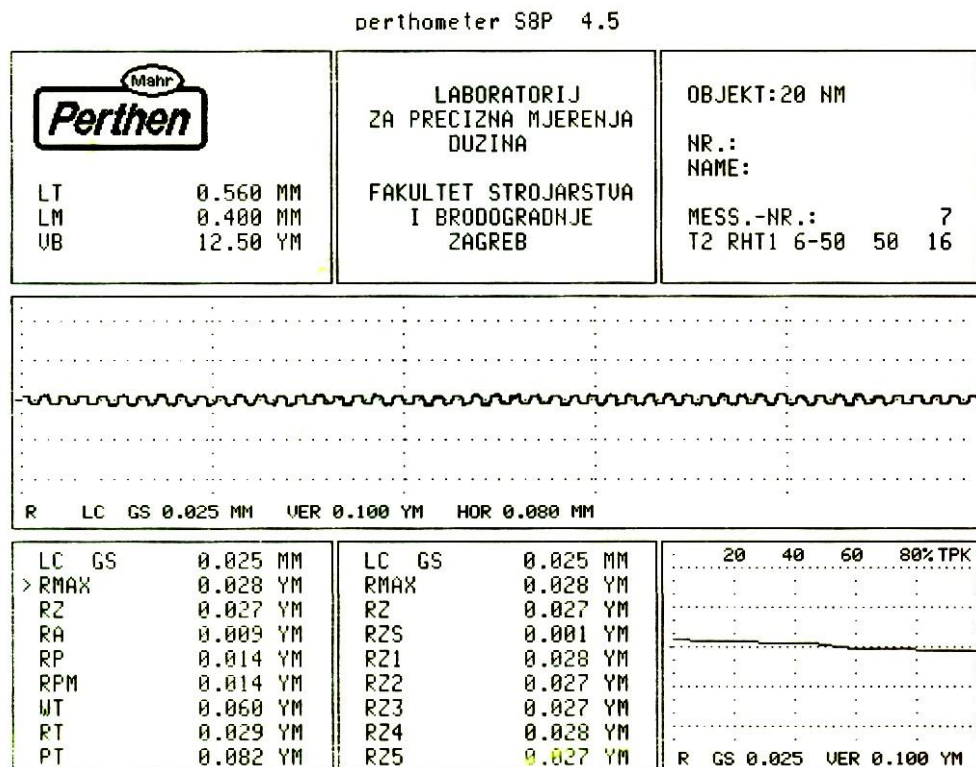 perthometer S8P 4.5
Mahr
Perthen
LT 0.560 MM
LM 0.400 MM
VB 12.50 YM
LABORATORIJ
ZA PRECIZNA MJERENJA
DUZINA
FAKULTET STROJARSTVA
I BRODOGRADNJE
ZAGREB
OBJEKT:20 NM
NR.:
NAME:
MESS.-NR.: 7
T2 RHT1 6-50 50 16
R LC GS 0.025 MM VER 0.100 YM HOR 0.080 MM
LC GS 0.025 MM
> RMAX 0.028 YM
RZ 0.027 YM
RA 0.009 YM
RP 0.014 YM
RPM 0.014 YM
WT 0.060 YM
RT 0.029 YM
PT 0.082 YM
LC GS 0.025 MM
RMAX 0.028 YM
RZ 0.027 YM
RZS 0.001 YM
RZ1 0.028 YM
RZ2 0.027 YM
RZ3 0.027 YM
RZ4 0.028 YM
RZ5 0.027 YM
20 40 60 80% TPK
R GS 0.025 VER 0.100 YM